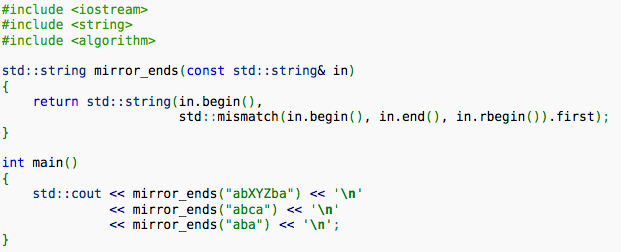 #include <iostream>
#include <string>
#include <algorithm>

std::string mirror_ends(const std::string& in)
{
    return std::string(in.begin(),
                       std::mismatch(in.begin(), in.end(), in.rbegin()).first);
}

int main()
{
    std::cout << mirror_ends("abXYZba") << '\n'
              << mirror_ends("abca") << '\n'
              << mirror_ends("aba") << '\n';
}